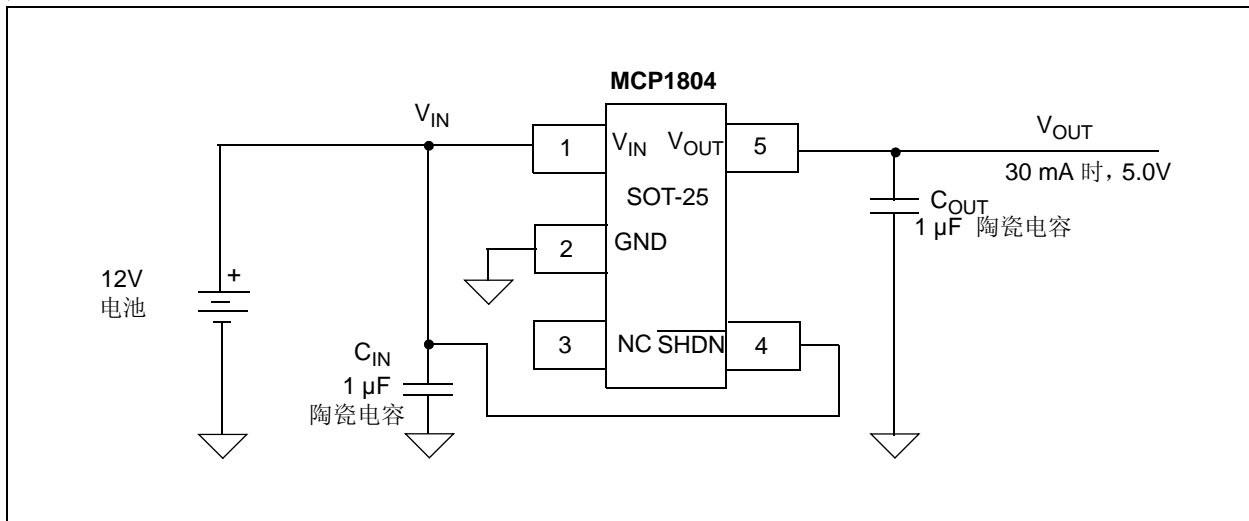 MCP1804
V_IN
1
V_IN
V_OUT
5
V_OUT
30 mA 时，5.0V
SOT-25
C_OUT
1 µF 陶瓷电容
2
GND
12V
+
电池
3
NC
SHDN
4
C_IN
1 µF
陶瓷电容